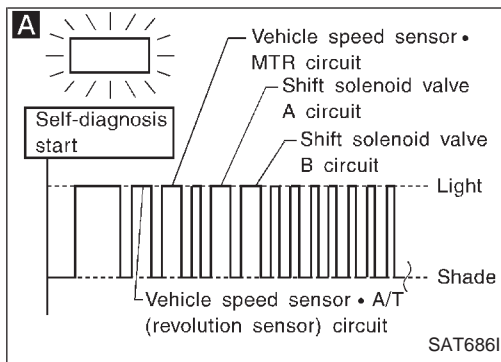 A
Vehicle speed sensor •
MTR circuit
Shift solenoid valve
A circuit
Self-diagnosis
start
Shift solenoid valve
B circuit
Light
Shade
Vehicle speed sensor • A/T
(revolution sensor) circuit
SAT686I